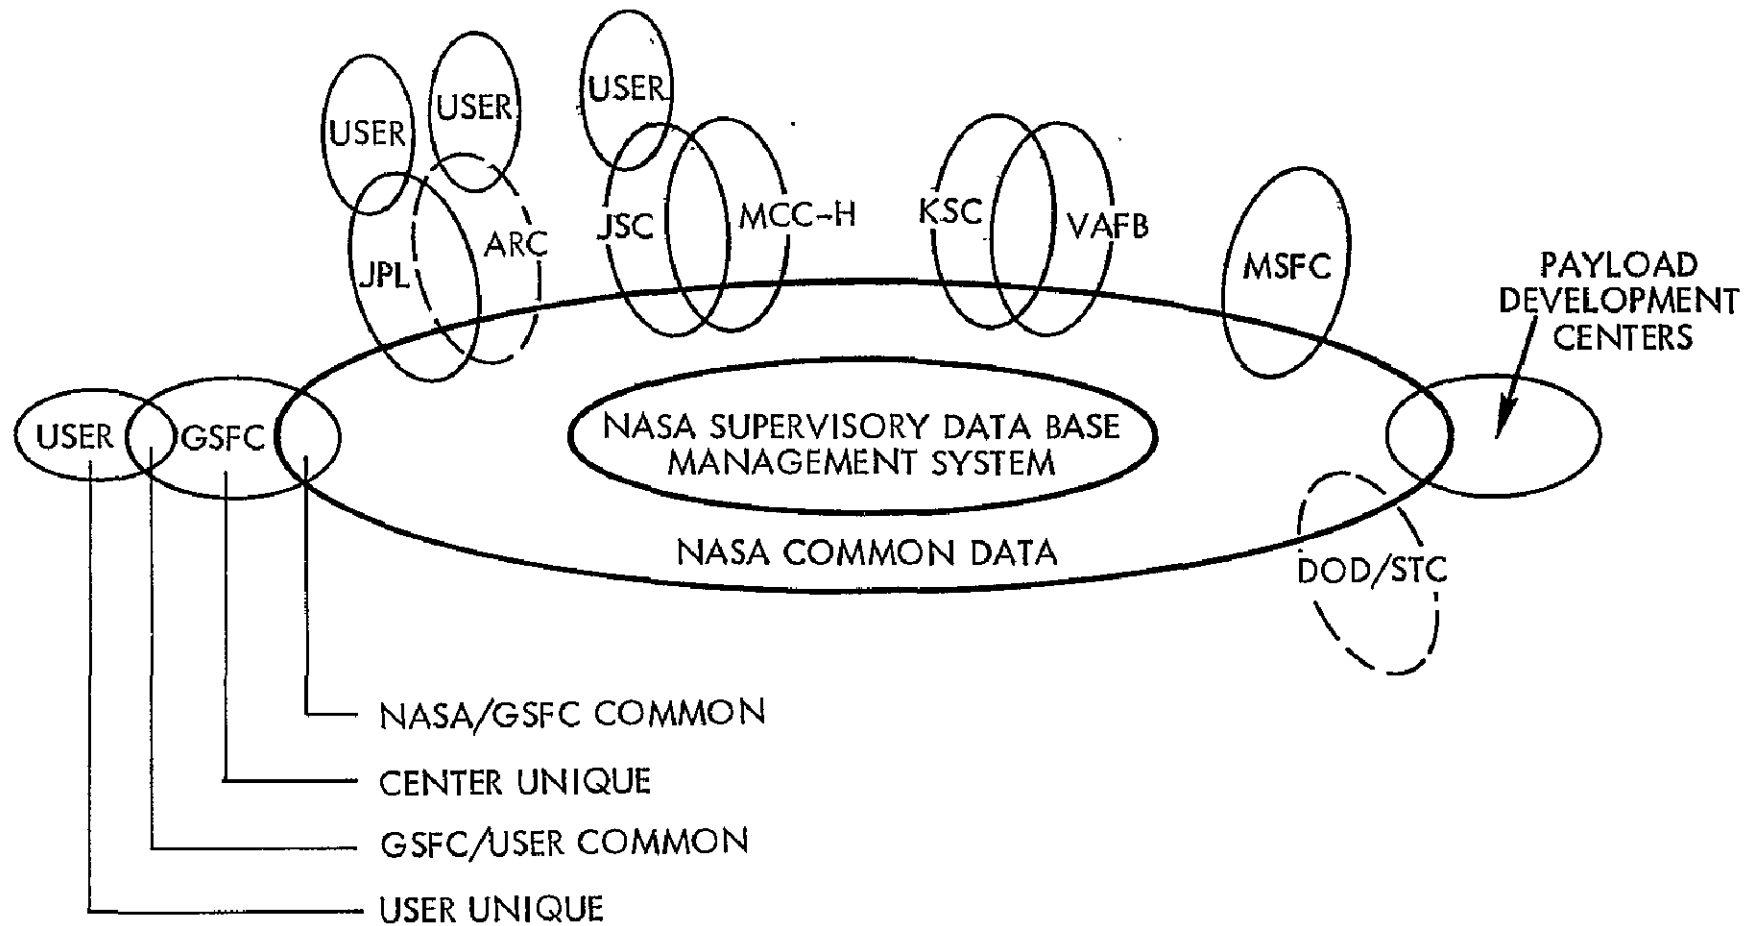 USER
USER
USER
JPL
ARC
JSC
MCC-H
KSC
VAFB
MSFC
PAYLOAD
DEVELOPMENT
CENTERS
USER
GSFC
NASA SUPERVISORY DATA BASE
MANAGEMENT SYSTEM
NASA COMMON DATA
DOD/STC
NASA/GSFC COMMON
CENTER UNIQUE
GSFC/USER COMMON
USER UNIQUE